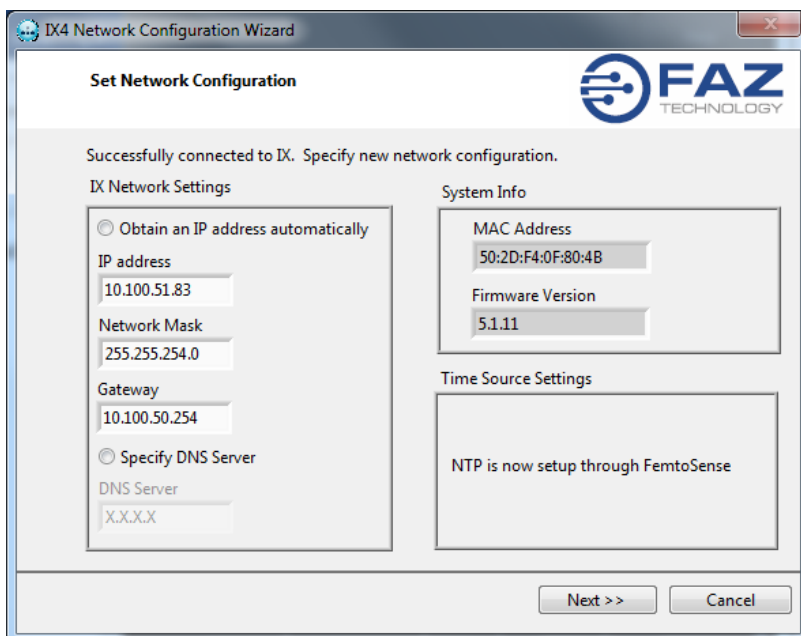 IX4 Network Configuration Wizard
Set Network Configuration
FAZ
TECHNOLOGY
Successfully connected to IX. Specify new network configuration.
IX Network Settings
Obtain an IP address automatically
IP address
10.100.51.83
Network Mask
255.255.254.0
Gateway
10.100.50.254
Specify DNS Server
DNS Server
X.X.X.X
System Info
MAC Address
50:2D:F4:0F:80:4B
Firmware Version
5.1.11
Time Source Settings
NTP is now setup through FemtoSense
Next >>
Cancel